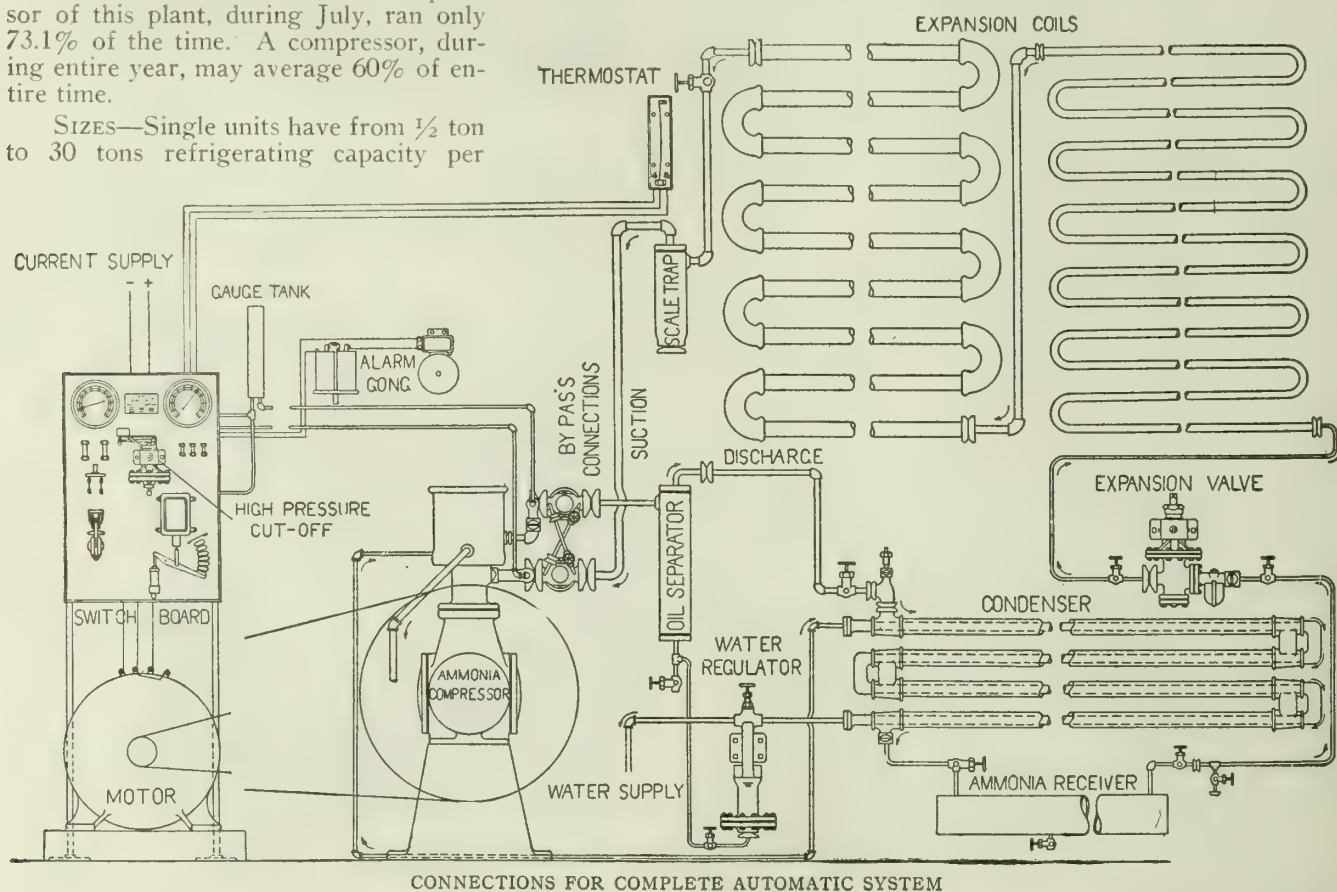 sor of this plant, during July, ran only
73.1% of the time. A compressor, dur-
ing entire year, may average 60% of en-
tire time.
SIZES—Single units have from ½ ton
to 30 tons refrigerating capacity per
EXPANSION COILS
THERMOSTAT
CURRENT SUPPLY
- +
GAUGE TANK
SCALE TRAP
ALARM
GONG
BY PASS
CONNECTIONS
SUCTION
DISCHARGE
HIGH PRESSURE
CUT-OFF
EXPANSION VALVE
OIL SEPARATOR
CONDENSER
SWITCH BOARD
WATER
REGULATOR
AMMONIA
COMPRESSOR
MOTOR
WATER SUPPLY
AMMONIA RECEIVER
CONNECTIONS FOR COMPLETE AUTOMATIC SYSTEM